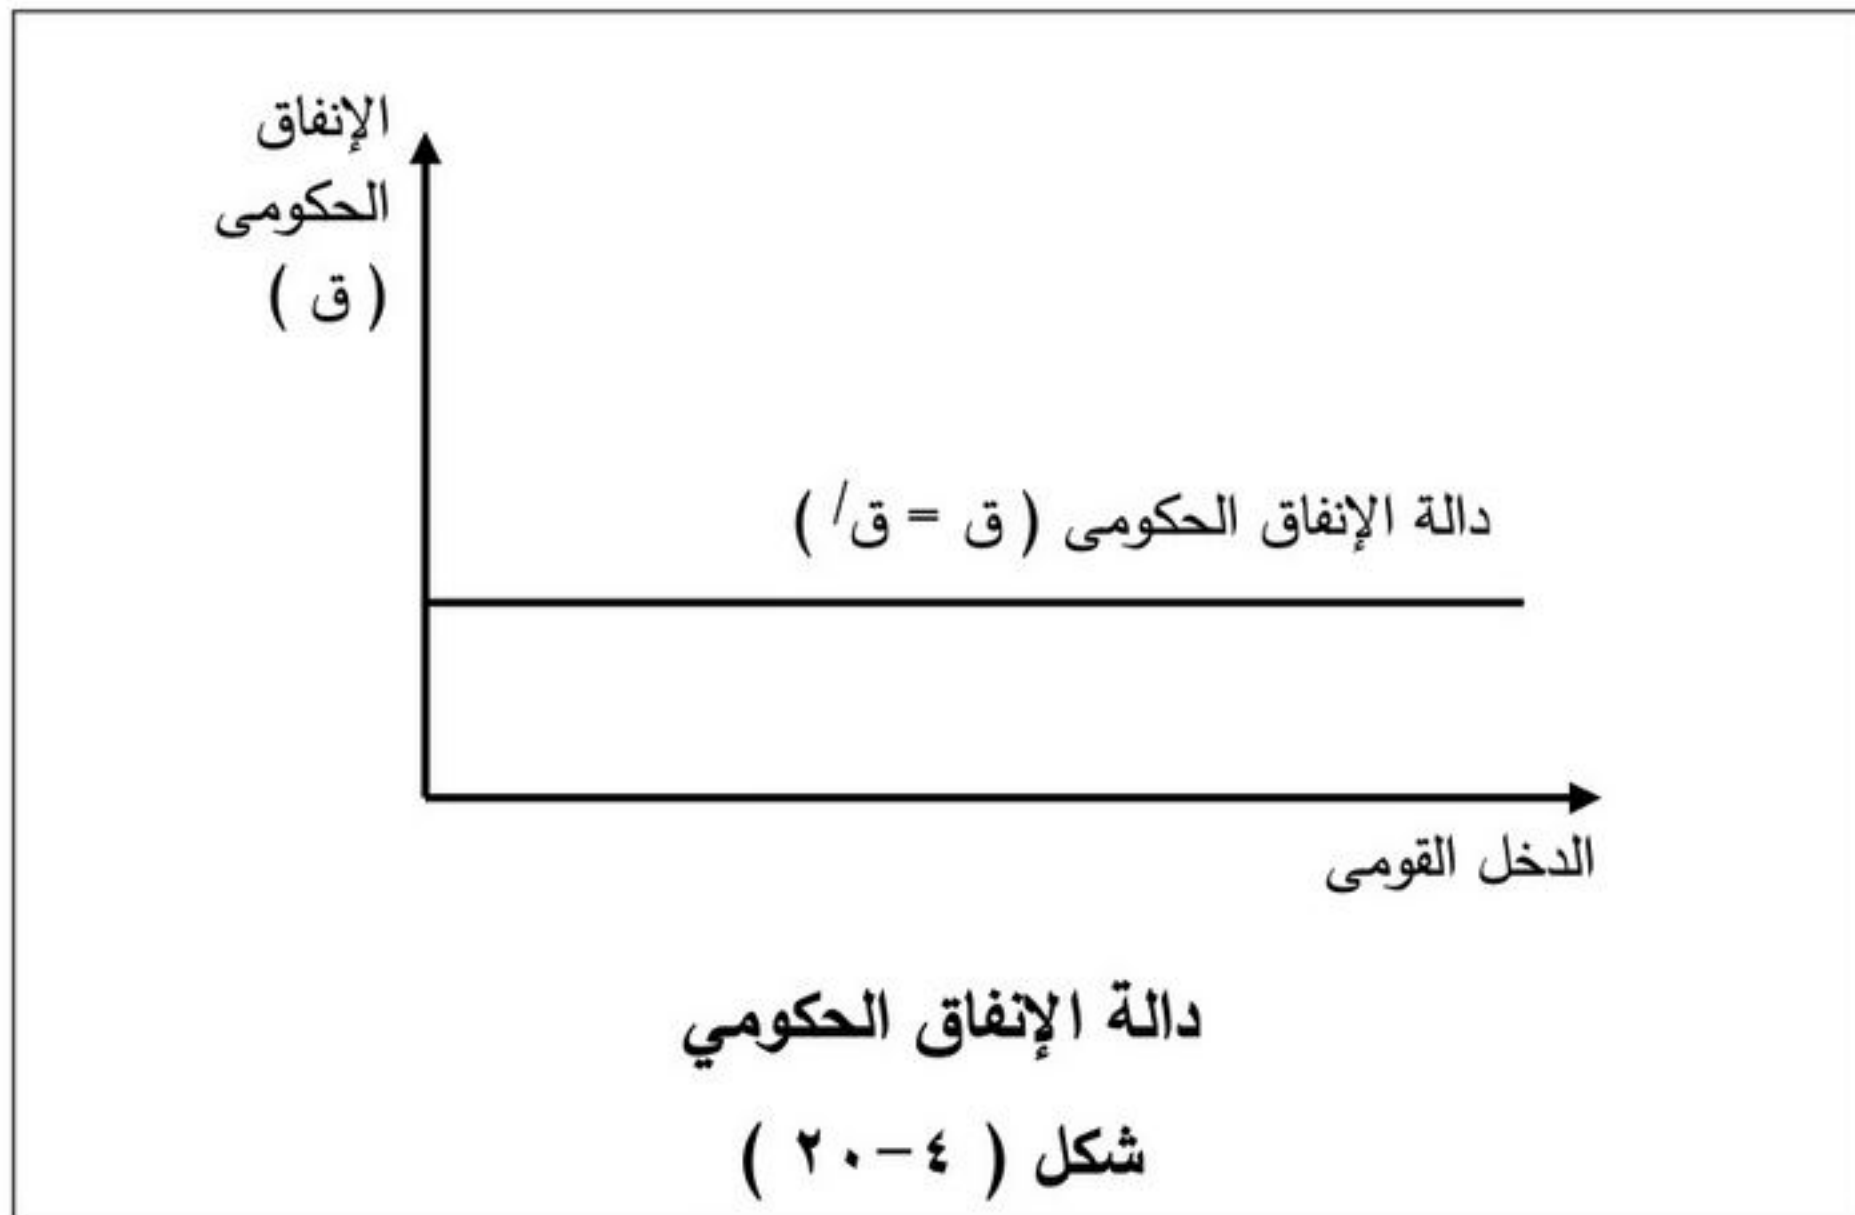 الإنفاق
الحكومى
( ق )
دالة الإنفاق الحكومى ( ق = ق/ )
الدخل القومى
دالة الإنفاق الحكومي
شكل ( ٤-٢٠ )